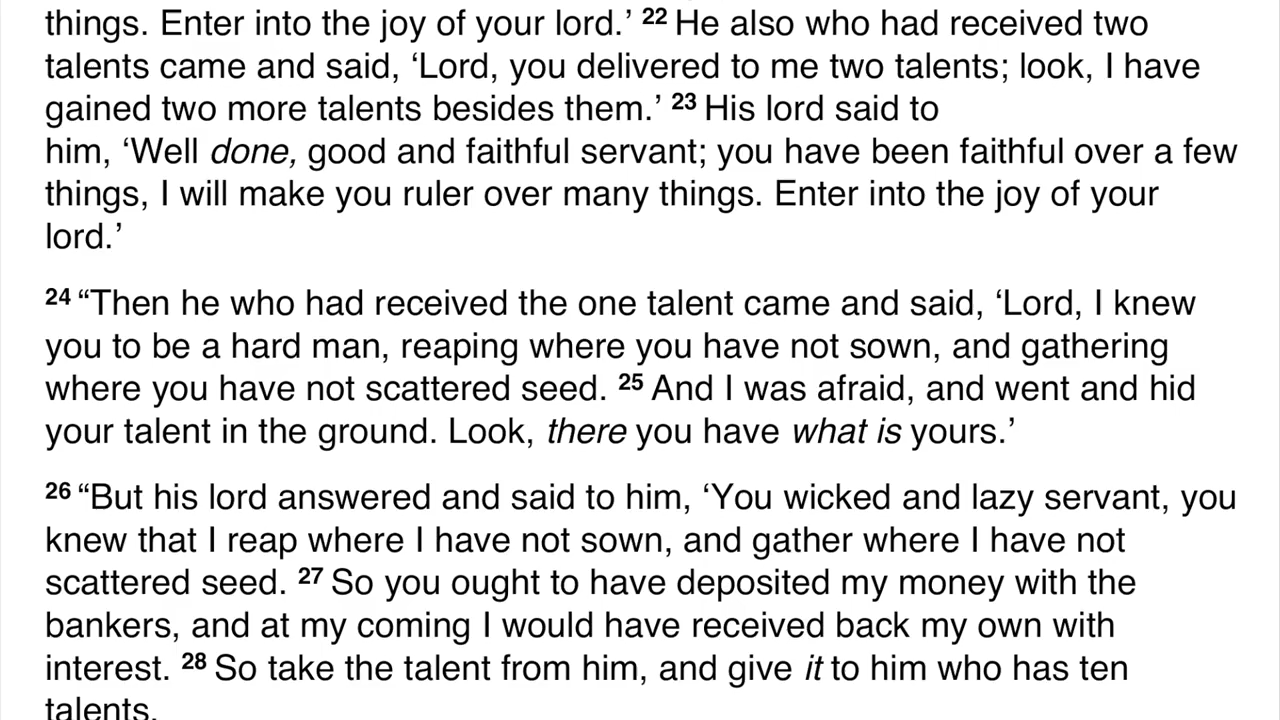 things. Enter into the joy of your lord.’ 22 He also who had received two
talents came and said, ‘Lord, you delivered to me two talents; look, I have
gained two more talents besides them.’ 23 His lord said to
him, ‘Well done, good and faithful servant; you have been faithful over a few
things, I will make you ruler over many things. Enter into the joy of your
lord.’
24 “Then he who had received the one talent came and said, ‘Lord, I knew
you to be a hard man, reaping where you have not sown, and gathering
where you have not scattered seed. 25 And I was afraid, and went and hid
your talent in the ground. Look, there you have what is yours.’
26 “But his lord answered and said to him, ‘You wicked and lazy servant, you
knew that I reap where I have not sown, and gather where I have not
scattered seed. 27 So you ought to have deposited my money with the
bankers, and at my coming I would have received back my own with
interest. 28 So take the talent from him, and give it to him who has ten
talents.